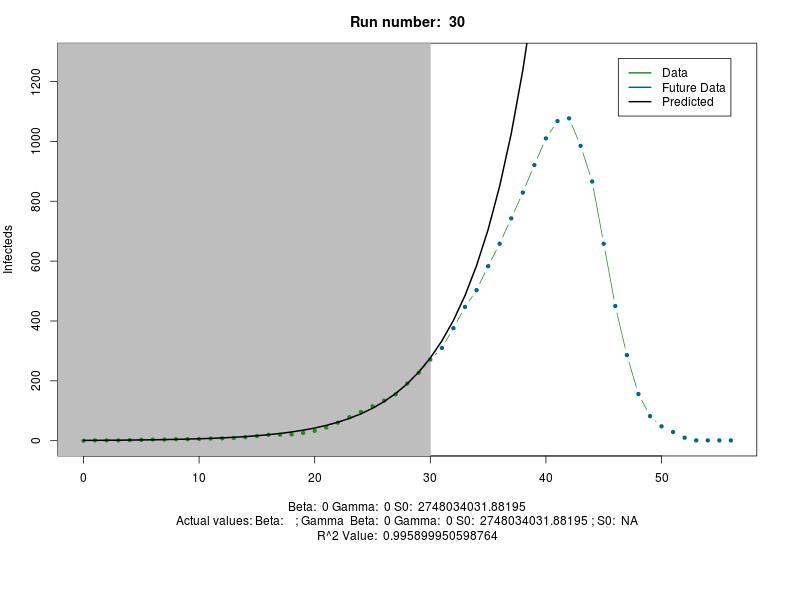 Run number: 30
1200
1000
800
600
400
200
0
Infecteds
Data
Future Data
Predicted
0 10 20 30 40 50
Beta: 0 Gamma: 0 S0: 2748034031.88195
Actual values: Beta: ; Gamma Beta: 0 Gamma: 0 S0: 2748034031.88195 ; S0: NA
R^2 Value: 0.995899950598764